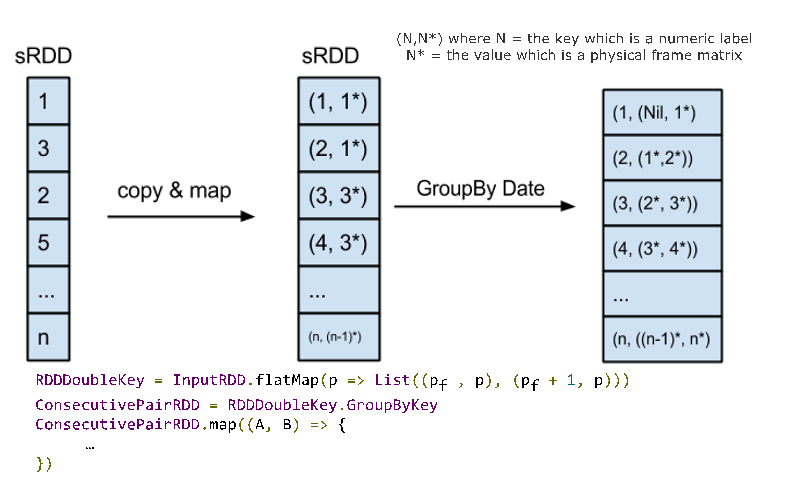 (N,N*) where N = the key which is a numeric label
N* = the value which is a physical frame matrix
sRDD
1
3
2
5
...
n
copy & map
sRDD
(1, 1*)
(2, 1*)
(3, 3*)
(4, 3*)
...
(n, (n-1)*)
GroupBy Date
(1, (Nil, 1*)
(2, (1*,2*))
(3, (2*, 3*))
(4, (3*, 4*))
...
(n, ((n-1)*, n*)
RDDDoubleKey = InputRDD.flatMap(p => List((pf , p), (pf + 1, p)))
ConsecutivePairRDD = RDDDoubleKey.GroupByKey
ConsecutivePairRDD.map((A, B) => {
…
})